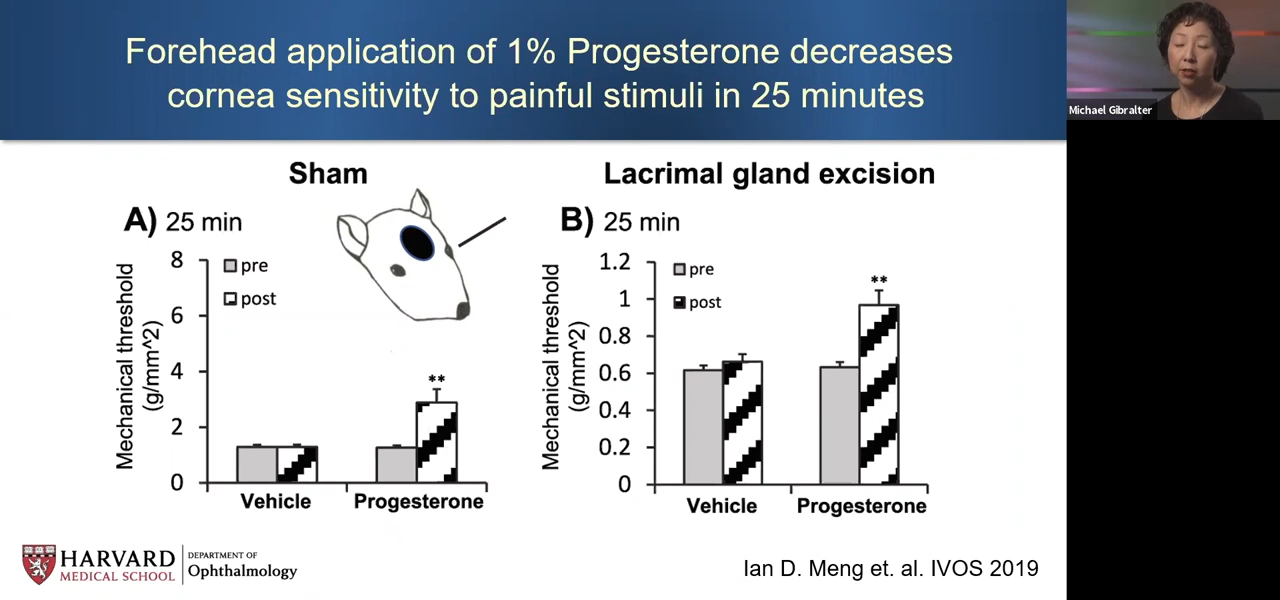 Forehead application of 1% Progesterone decreases
cornea sensitivity to painful stimuli in 25 minutes
Michael Gibralter
Sham
A) 25 min
Mechanical threshold
(g/mm^2)
8
6
4
2
0
pre
post
**
Vehicle
Progesterone
Lacrimal gland excision
B) 25 min
Mechanical threshold
(g/mm^2)
1.2
1
0.8
0.6
0.4
0.2
0
pre
post
**
Vehicle
Progesterone
HARVARD
MEDICAL SCHOOL
DEPARTMENT OF
Ophthalmology
Ian D. Meng et. al. IVOS 2019